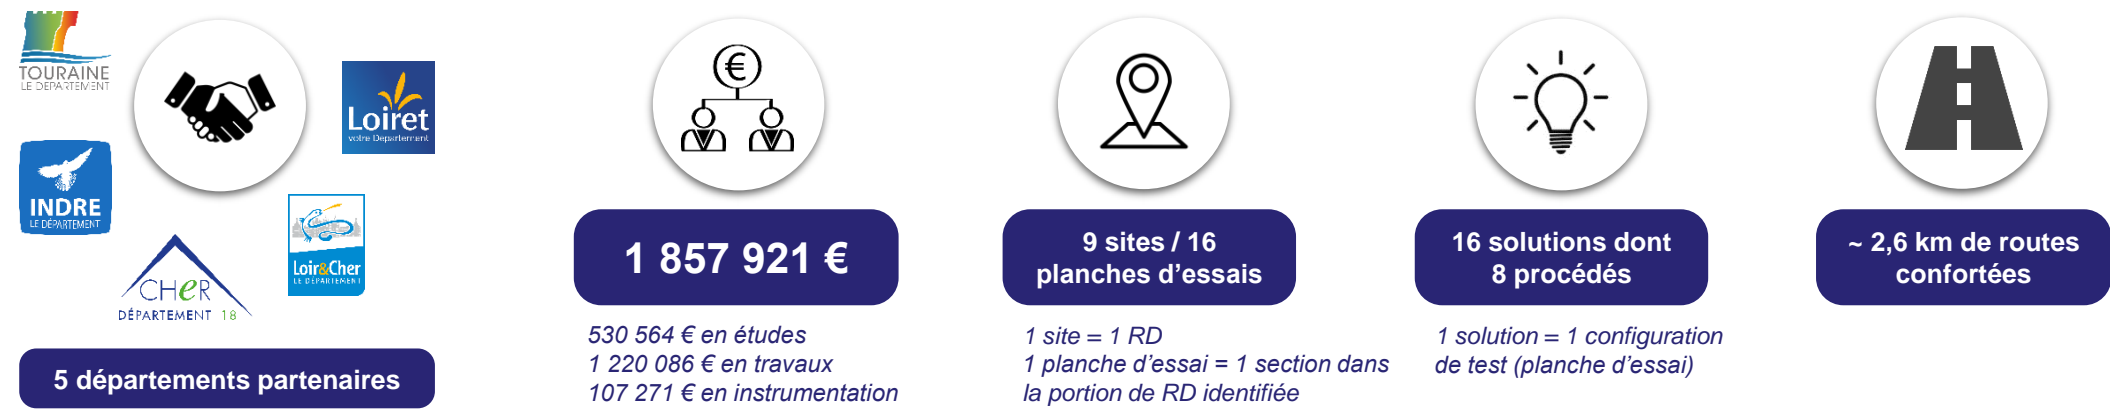 TOURAINE
LE DÉPARTEMENT
Loiret
votre Département
INDRE
LE DÉPARTEMENT
Loir&Cher
LE DÉPARTEMENT
CHER
DÉPARTEMENT 18
5 départements partenaires
€
1 857 921 €
530 564 € en études
1 220 086 € en travaux
107 271 € en instrumentation
9 sites / 16
planches d’essais
1 site = 1 RD
1 planche d’essai = 1 section dans
la portion de RD identifiée
16 solutions dont
8 procédés
1 solution = 1 configuration
de test (planche d’essai)
~ 2,6 km de routes
confortées